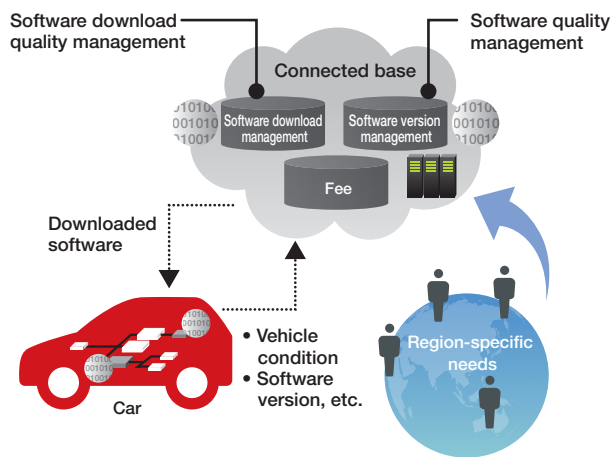 Software download
quality management
Software quality
management
Connected base
Software download
management
Software version
management
Fee
Downloaded
software
• Vehicle
condition
• Software
version, etc.
Car
Region-specific
needs